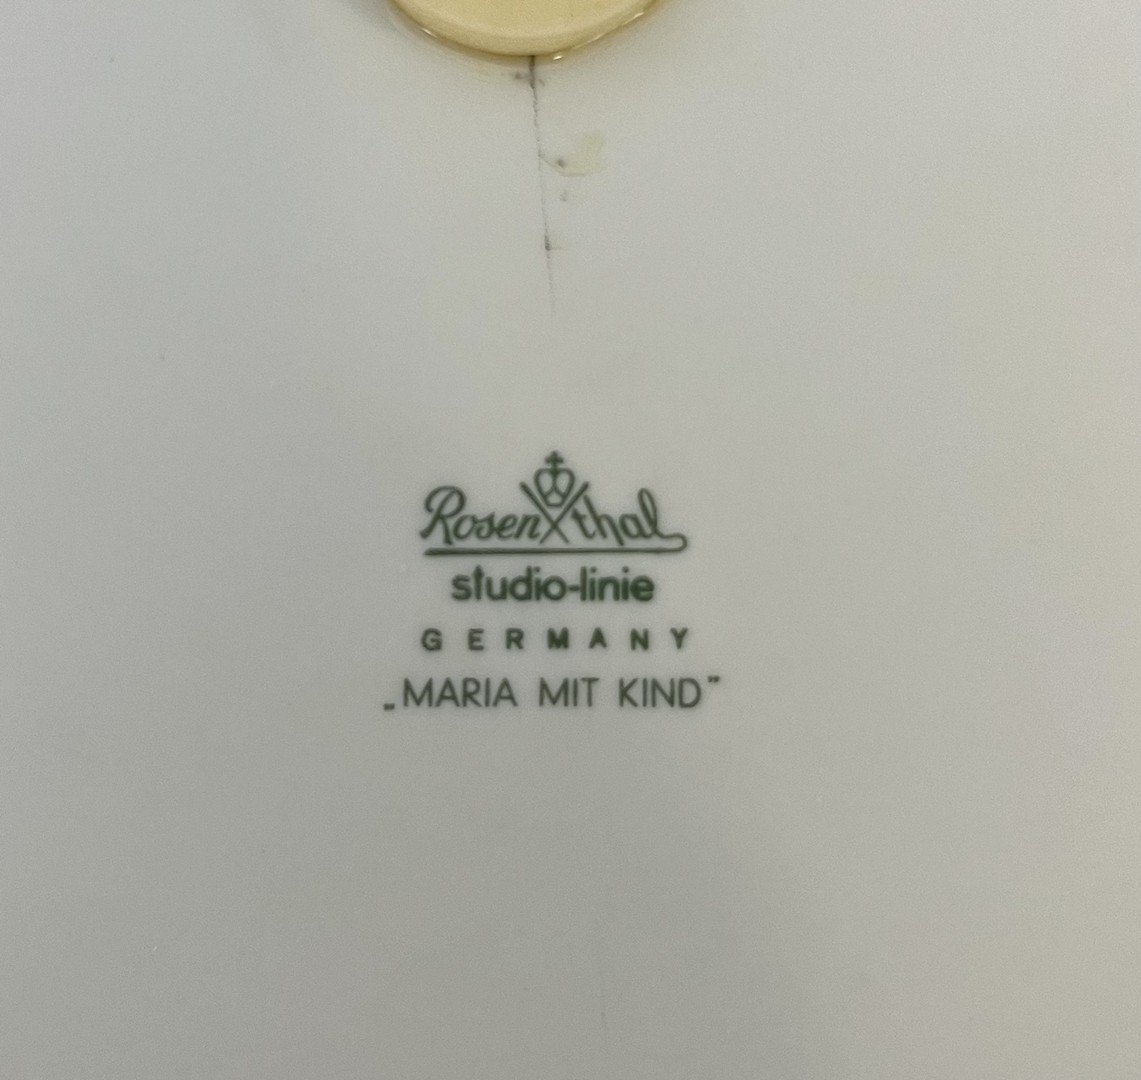 Rosenthal
studio-linie
GERMANY
„MARIA MIT KIND”